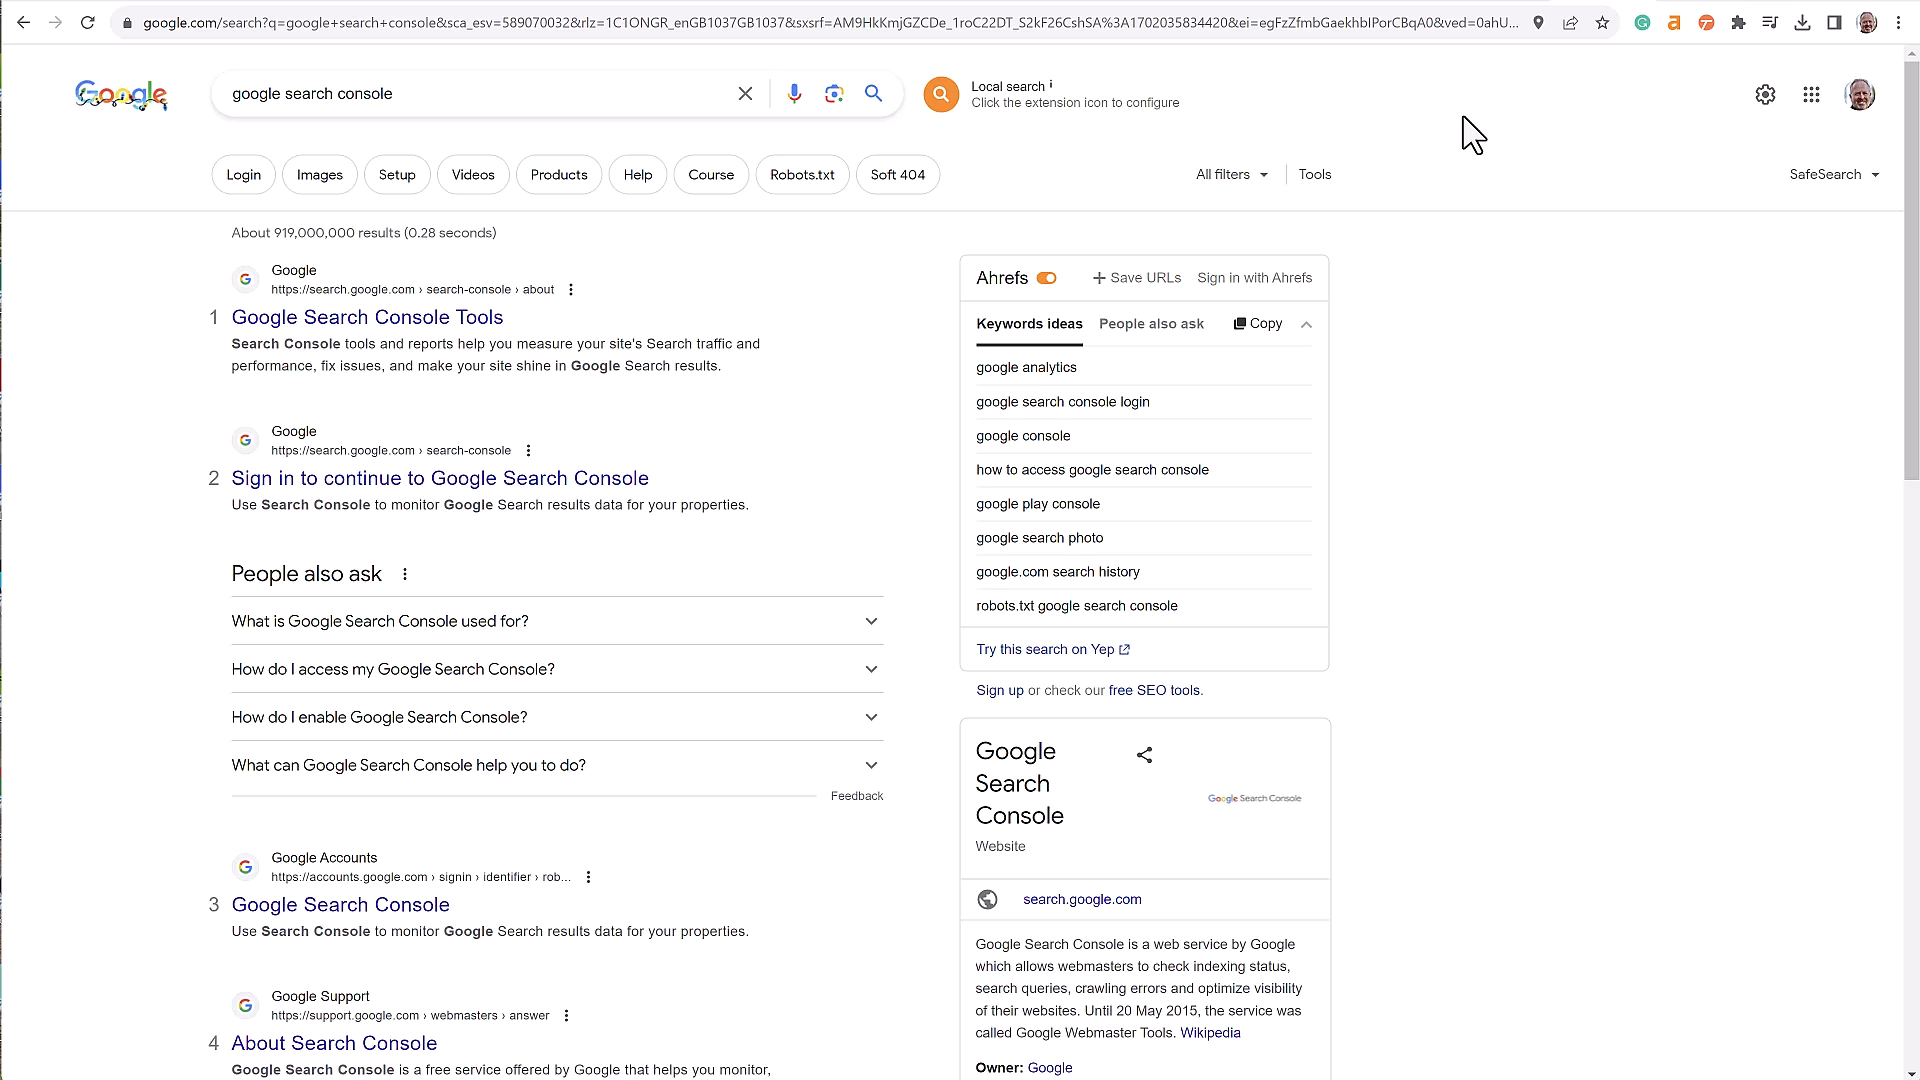 google.com/search?q=google+search+console&sca_esv=589070032&rlz=1C1ONGR_enGB1037GB1037&sxsrf=AM9HkKmjGZCDe_1roC22DT_S2kF26CshSA%3A1702035834420&ei=egFzZfmbGaekhbIPorCBqA0&ved=0ahU...
Google
google search console
Local search i
Click the extension icon to configure
Login
Images
Setup
Videos
Products
Help
Course
Robots.txt
Soft 404
All filters
Tools
SafeSearch
About 919,000,000 results (0.28 seconds)
Google
https://search.google.com › search-console › about
1 Google Search Console Tools
Search Console tools and reports help you measure your site's Search traffic and
performance, fix issues, and make your site shine in Google Search results.
Google
https://search.google.com › search-console
2 Sign in to continue to Google Search Console
Use Search Console to monitor Google Search results data for your properties.
People also ask
What is Google Search Console used for?
How do I access my Google Search Console?
How do I enable Google Search Console?
What can Google Search Console help you to do?
Feedback
Google Accounts
https://accounts.google.com › signin › identifier › rob...
3 Google Search Console
Use Search Console to monitor Google Search results data for your properties.
Google Support
https://support.google.com › webmasters › answer
4 About Search Console
Google Search Console is a free service offered by Google that helps you monitor,
Ahrefs
+ Save URLs
Sign in with Ahrefs
Keywords ideas
People also ask
Copy
google analytics
google search console login
google console
how to access google search console
google play console
google search photo
google.com search history
robots.txt google search console
Try this search on Yep
Sign up or check our free SEO tools.
Google
Search
Console
Website
Google Search Console
search.google.com
Google Search Console is a web service by Google
which allows webmasters to check indexing status,
search queries, crawling errors and optimize visibility
of their websites. Until 20 May 2015, the service was
called Google Webmaster Tools. Wikipedia
Owner: Google